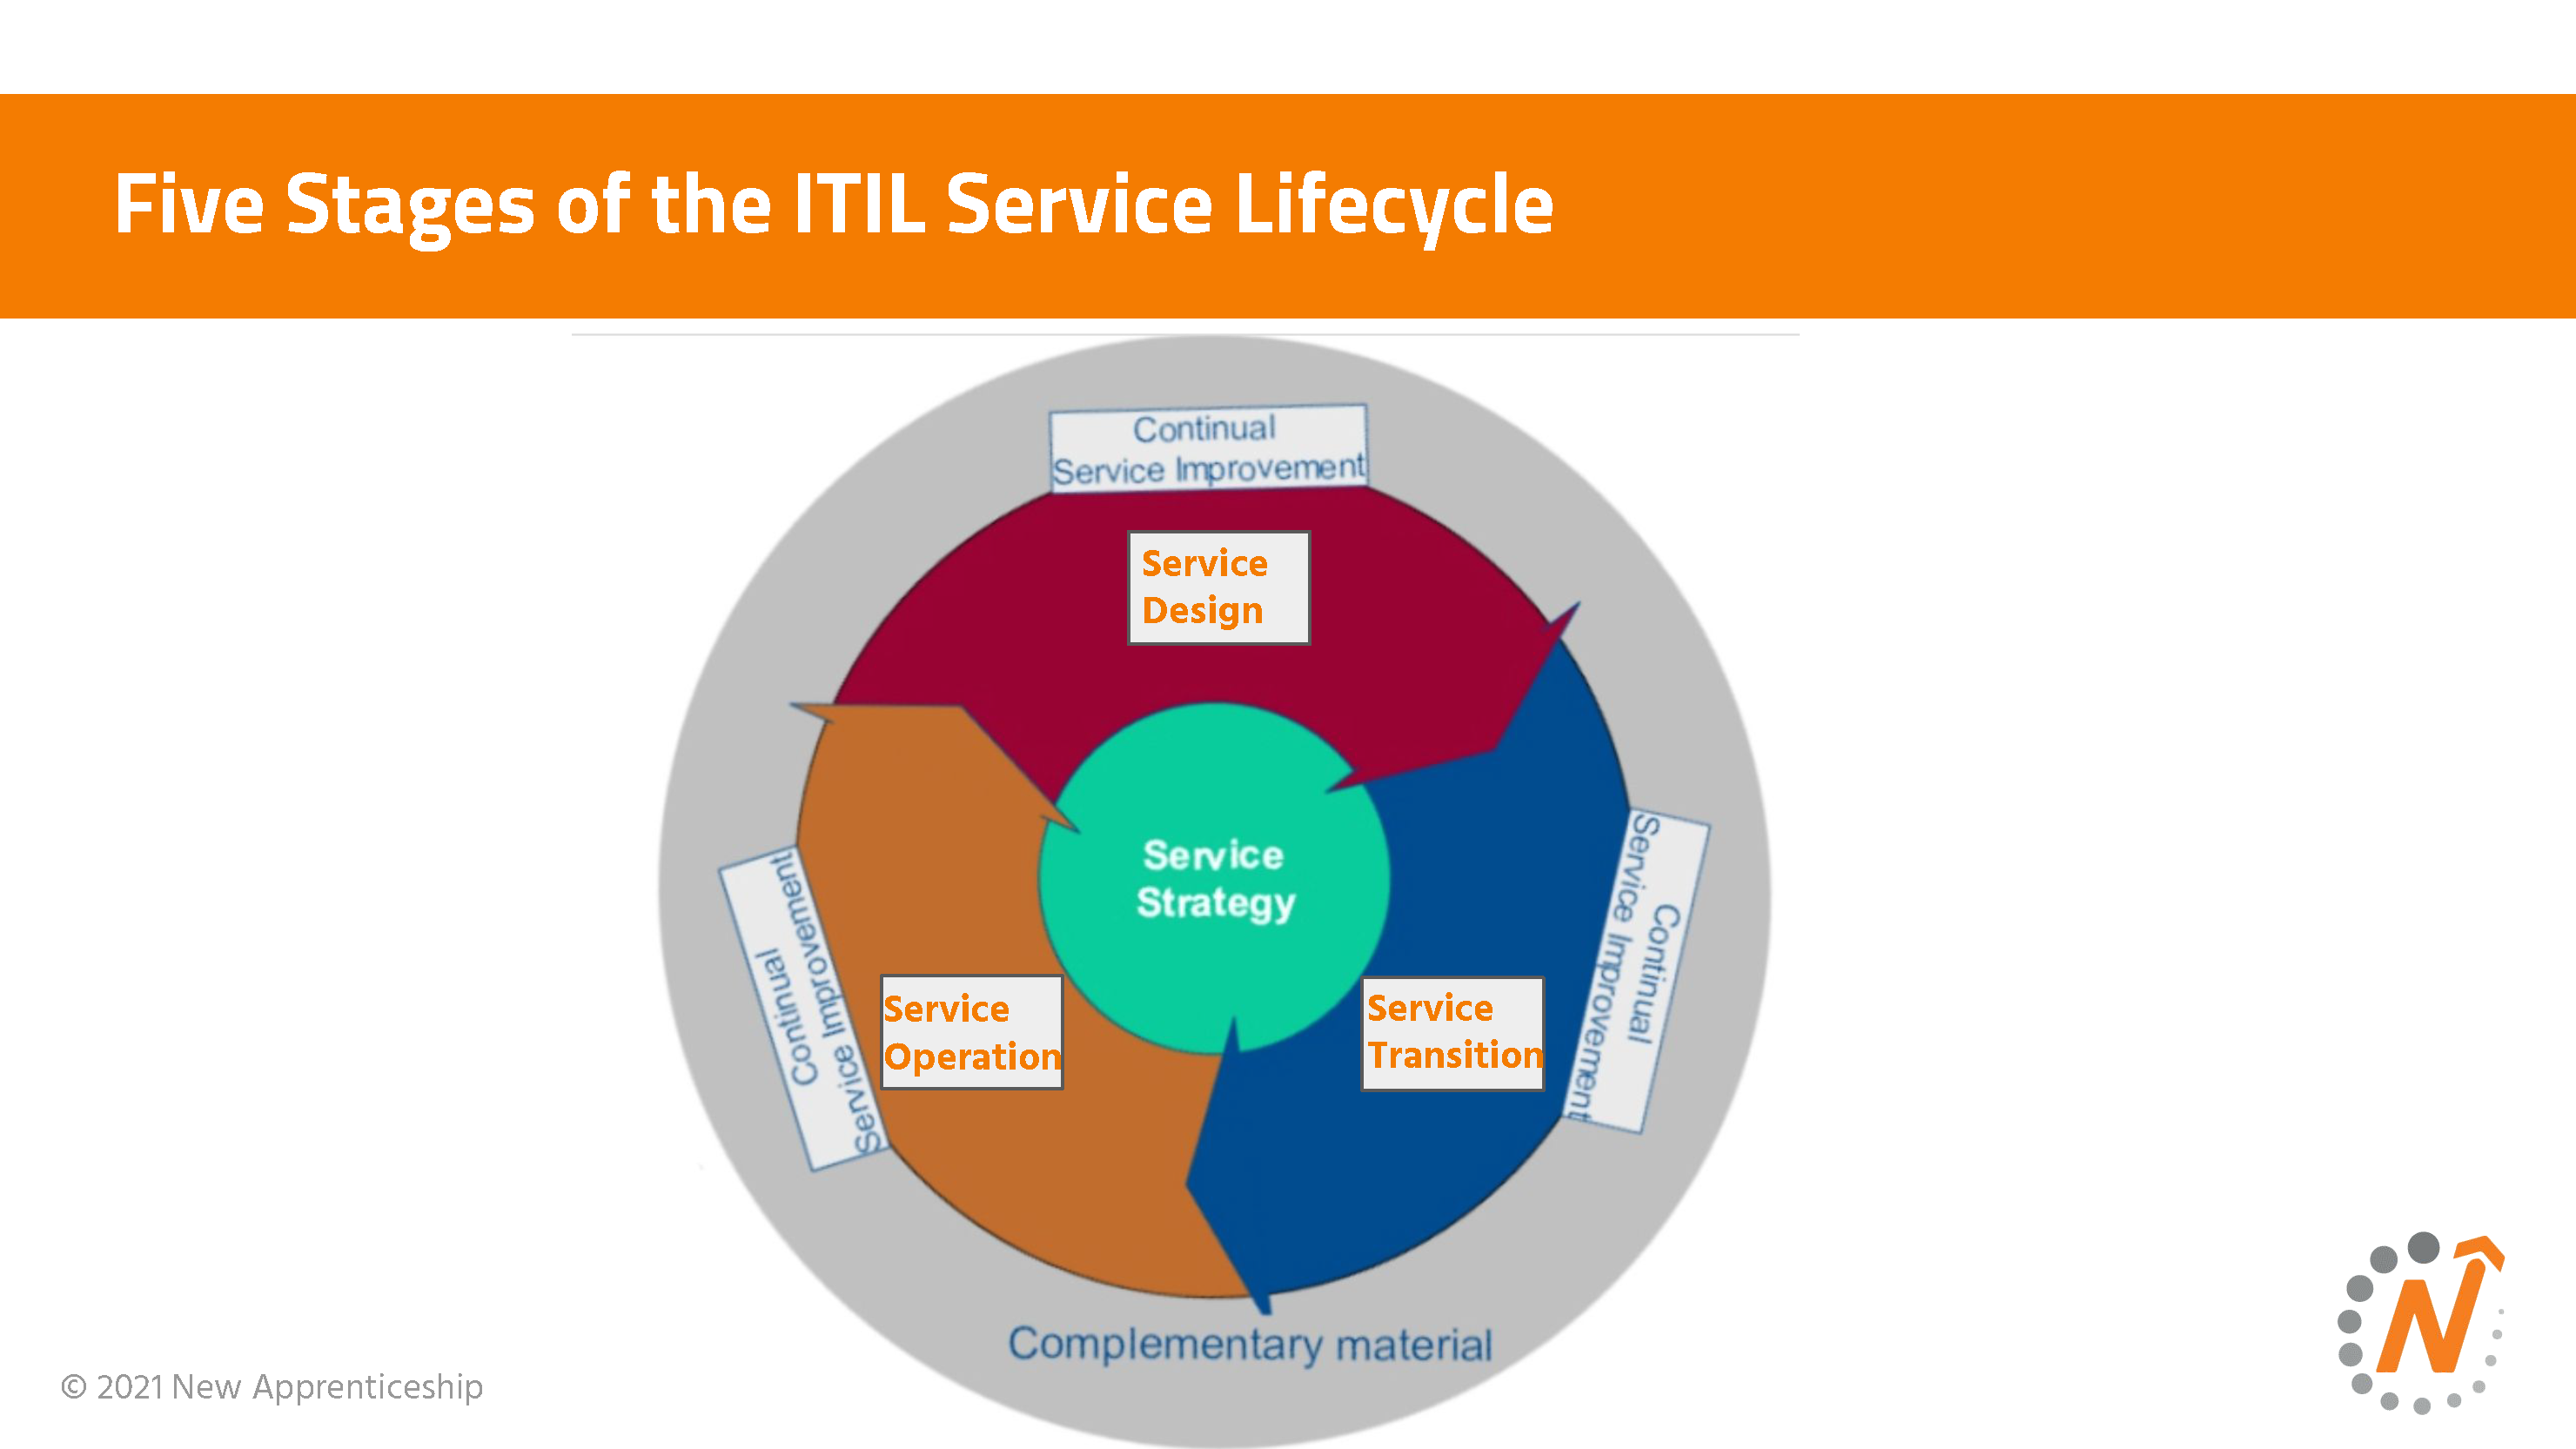 Five Stages of the ITIL Service Lifecycle
Continual
Service Improvement
Service
Design
Service
Strategy
Service
Operation
Service
Transition
Continual
Service Improvement
Continual
Service Improvement
Complementary material
© 2021 New Apprenticeship
N